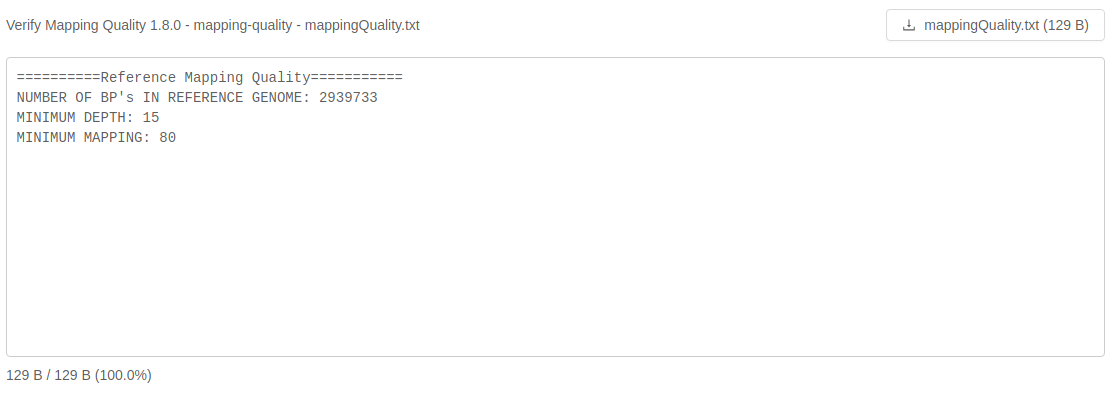 Verify Mapping Quality 1.8.0 - mapping-quality - mappingQuality.txt
mappingQuality.txt (129 B)
==========Reference Mapping Quality===========
NUMBER OF BP's IN REFERENCE GENOME: 2939733
MINIMUM DEPTH: 15
MINIMUM MAPPING: 80
129 B / 129 B (100.0%)